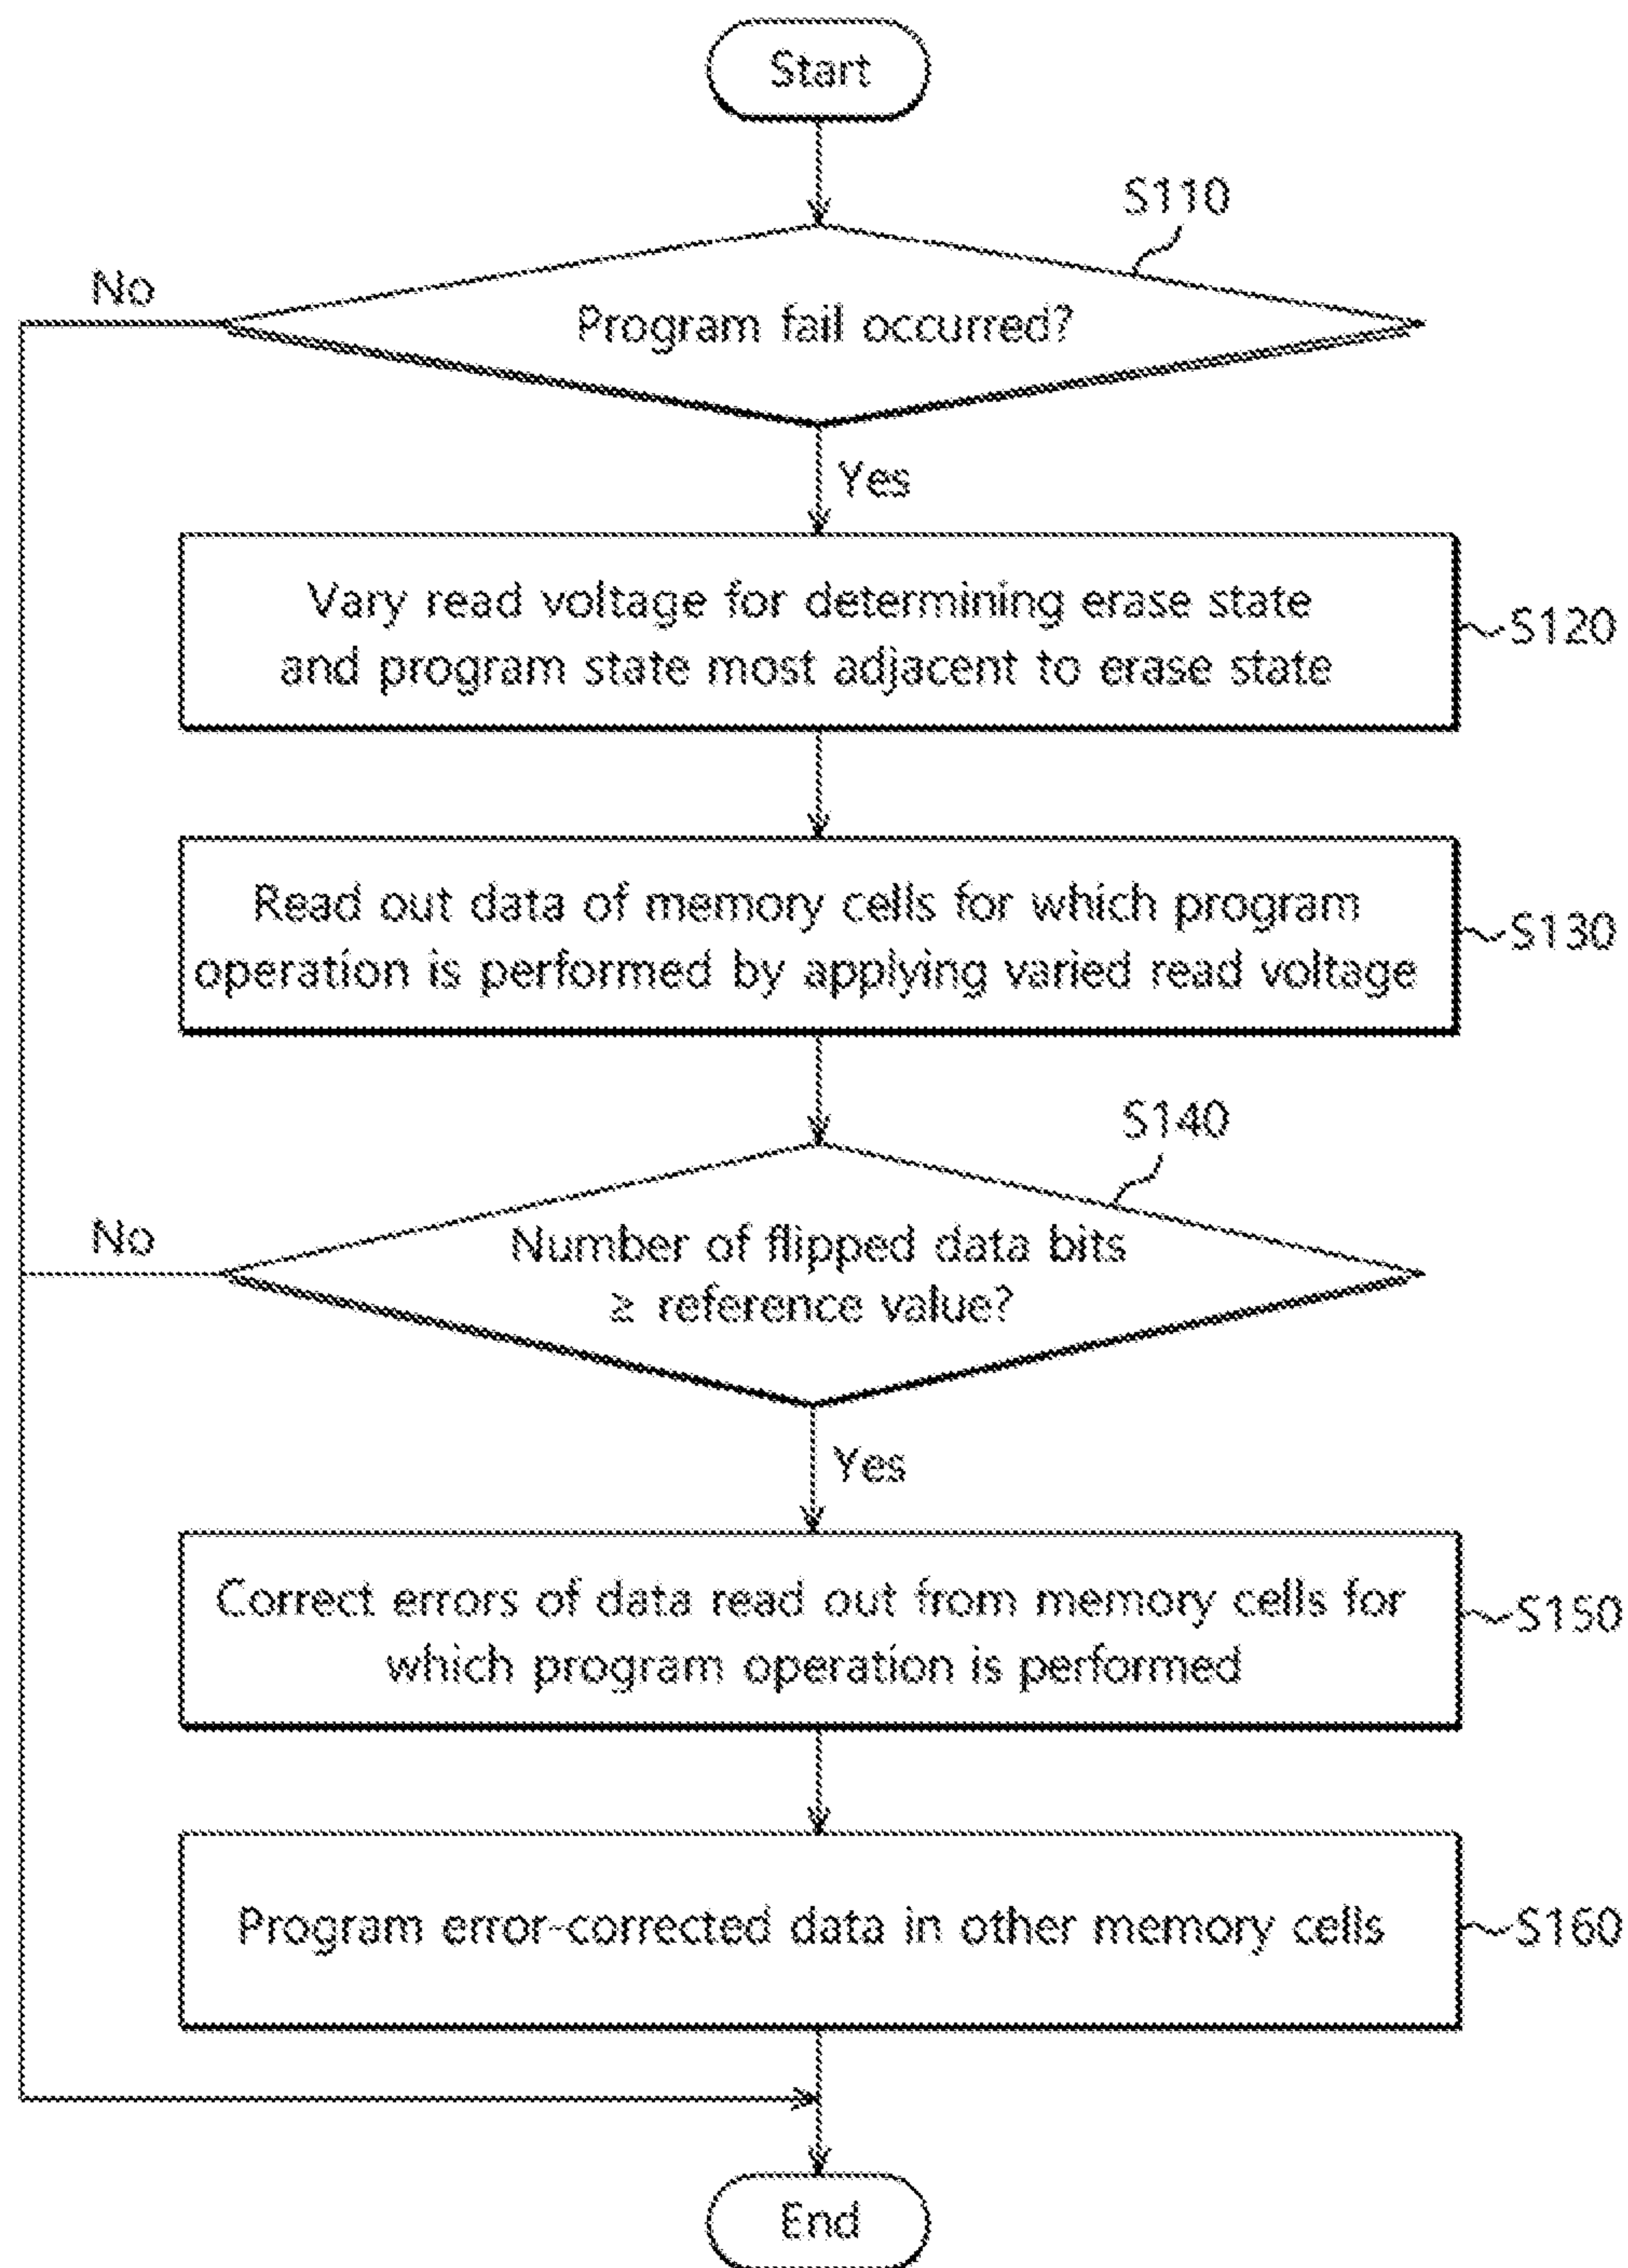 Start
S110
No
Program fail occurred?
Yes
Vary read voltage for determining erase state
and program state most adjacent to erase state
S120
Read out data of memory cells for which program
operation is performed by applying varied read voltage
S130
S140
No
Number of flipped data bits
≥ reference value?
Yes
Correct errors of data read out from memory cells for
which program operation is performed
S150
Program error-corrected data in other memory cells
S160
End